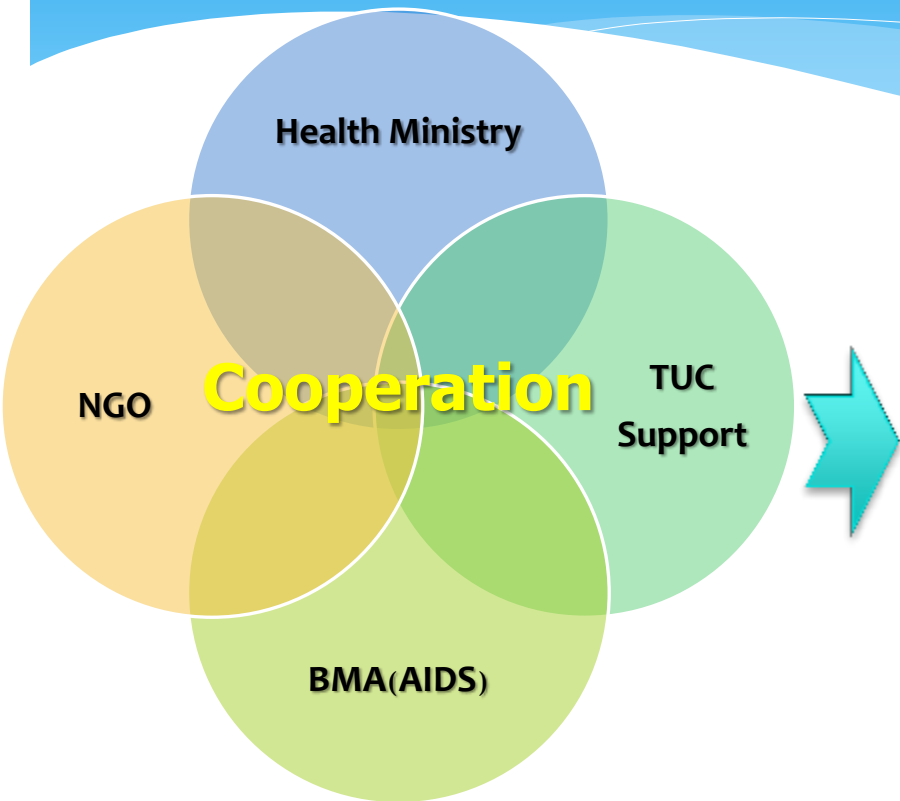 Health Ministry
NGO
Cooperation
TUC
Support
BMA(AIDS)